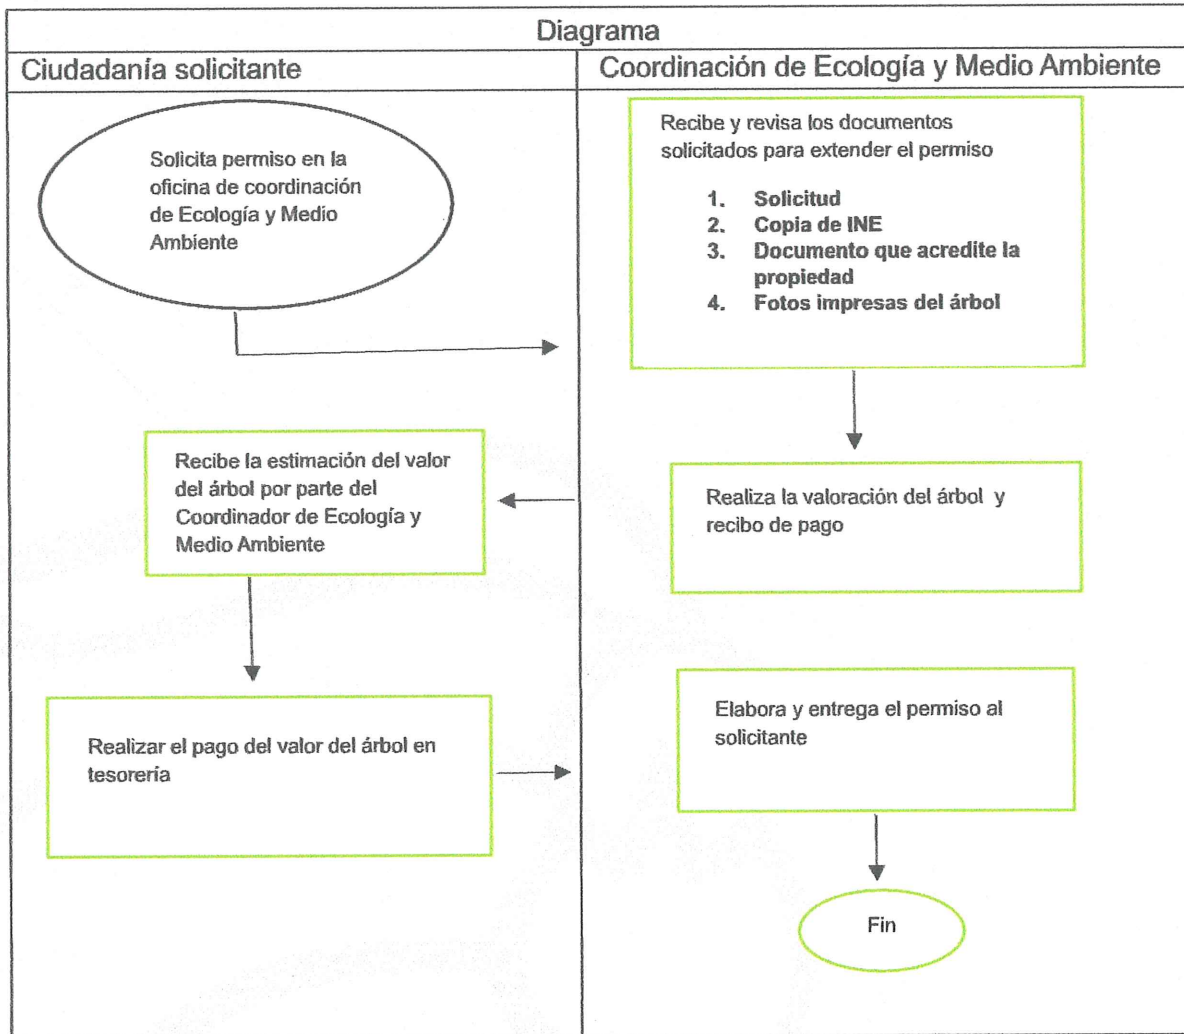 Diagrama
Ciudadanía solicitante
Coordinación de Ecología y Medio Ambiente
Solicita permiso en la
oficina de coordinación
de Ecología y Medio
Ambiente
Recibe y revisa los documentos
solicitados para extender el permiso
1. Solicitud
2. Copia de INE
3. Documento que acredite la
propiedad
4. Fotos impresas del árbol
Realiza la valoración del árbol y
recibo de pago
Recibe la estimación del valor
del árbol por parte del
Coordinador de Ecología y
Medio Ambiente
Realizar el pago del valor del árbol en
tesorería
Elabora y entrega el permiso al
solicitante
Fin